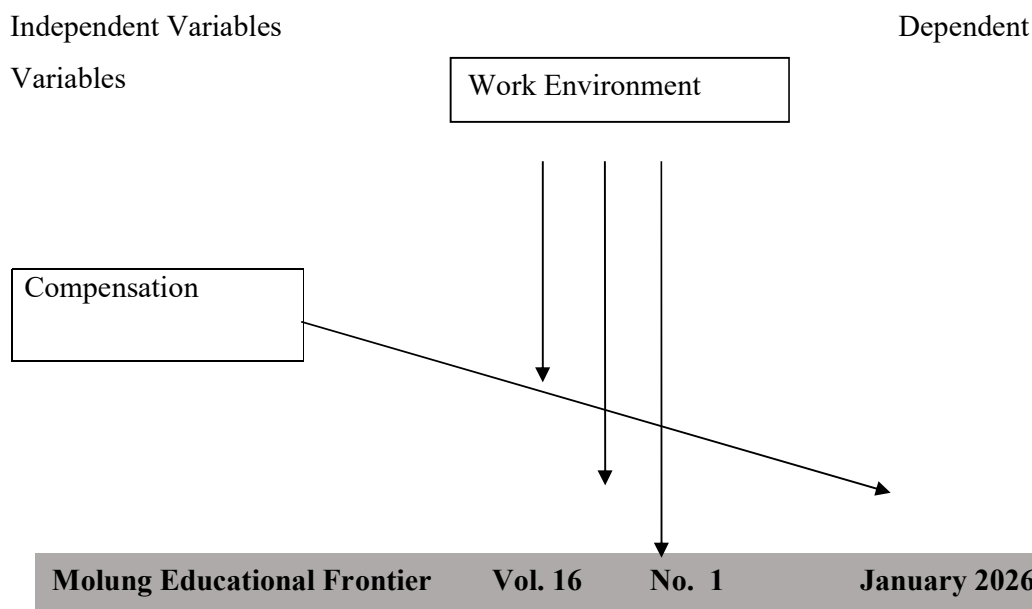 Independent Variables Dependent
Variables
Work Environment
Compensation
Molung Educational Frontier Vol. 16 No. 1 January 2026